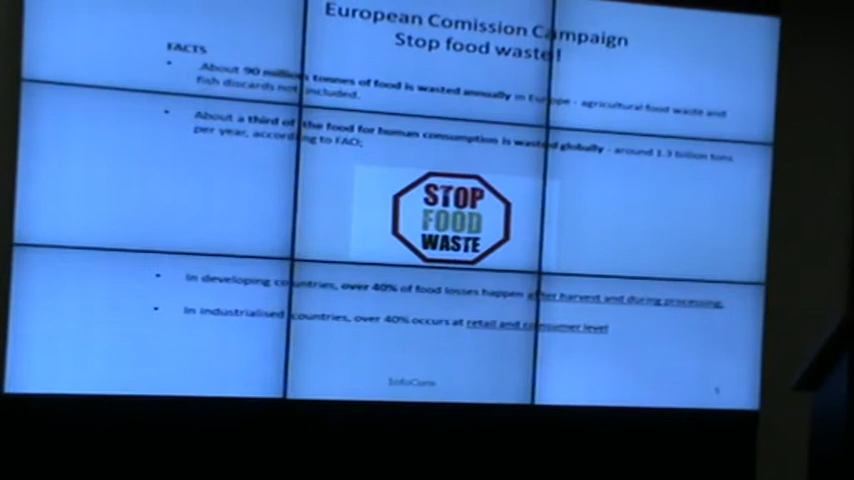 European Comission Campaign
Stop food waste!
FACTS
• About 90 million tonnes of food is wasted annually in Europe - agricultural food waste and
fish discards not included.
• About a third of the food for human consumption is wasted globally - around 1.3 billion tons
per year, according to FAO;
STOP
FOOD
WASTE
• In developing countries, over 40% of food losses happen after harvest and during processing,
• In industrialised countries, over 40% occurs at retail and consumer level
InfoCons